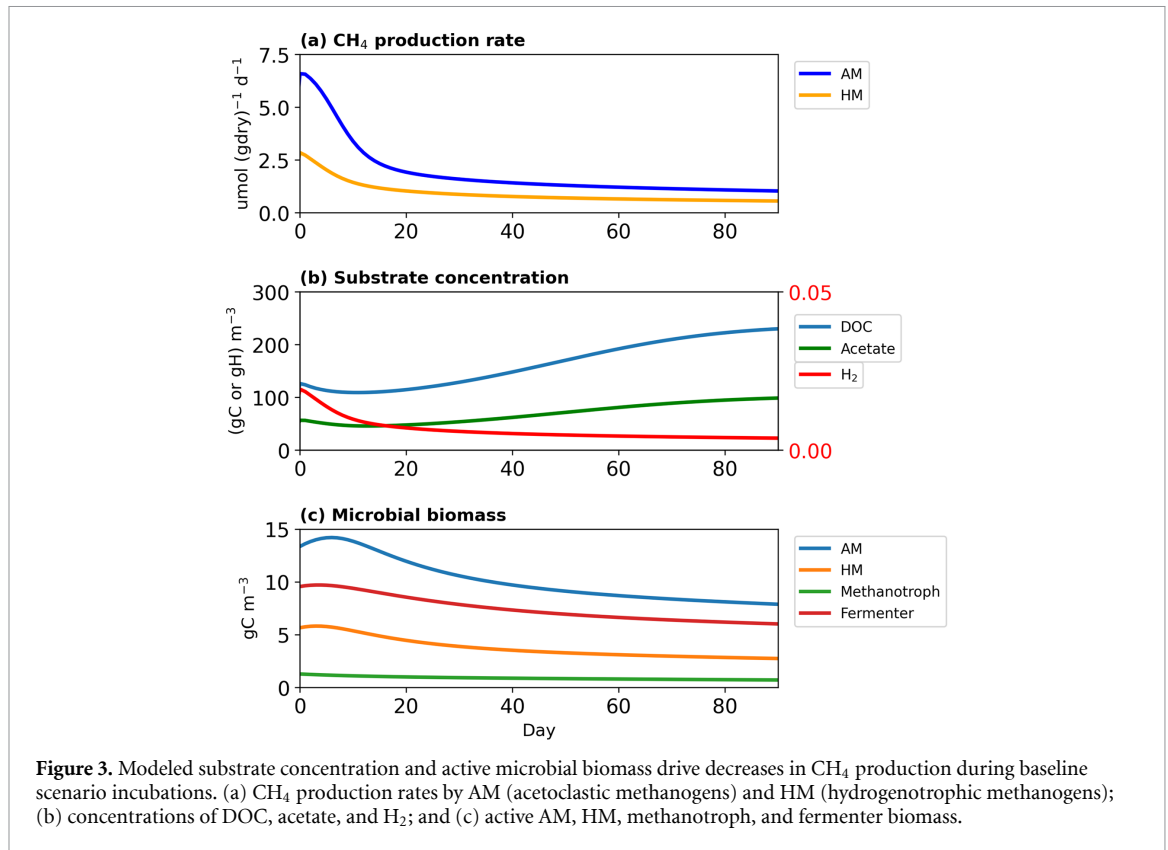 (a) CH₄ production rate
umol (gdry)⁻¹ d⁻¹
7.5
5.0
2.5
0.0
0 20 40 60 80
AM
HM
(b) Substrate concentration
(gC or gH) m⁻³
300
200
100
0
0.05
0.00
0 20 40 60 80
DOC
Acetate
H₂
(c) Microbial biomass
gC m⁻³
15
10
5
0
0 20 40 60 80
Day
AM
HM
Methanotroph
Fermenter
Figure 3. Modeled substrate concentration and active microbial biomass drive decreases in CH₄ production during baseline
scenario incubations. (a) CH₄ production rates by AM (acetoclastic methanogens) and HM (hydrogenotrophic methanogens);
(b) concentrations of DOC, acetate, and H₂; and (c) active AM, HM, methanotroph, and fermenter biomass.